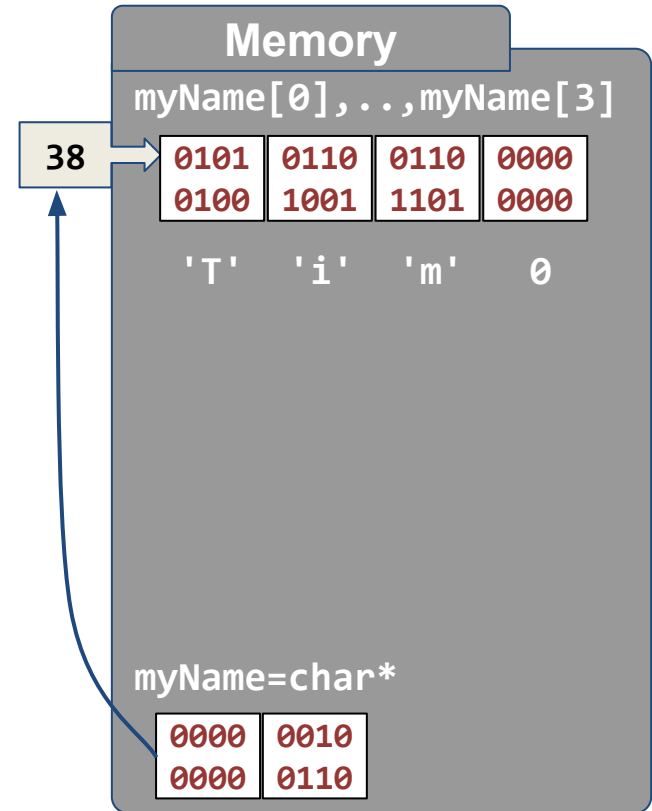 Memory
myName[0],..,myName[3]
38
0101 0110 0110 0000
0100 1001 1101 0000
'T' 'i' 'm' 0
myName=char*
0000 0010
0000 0110